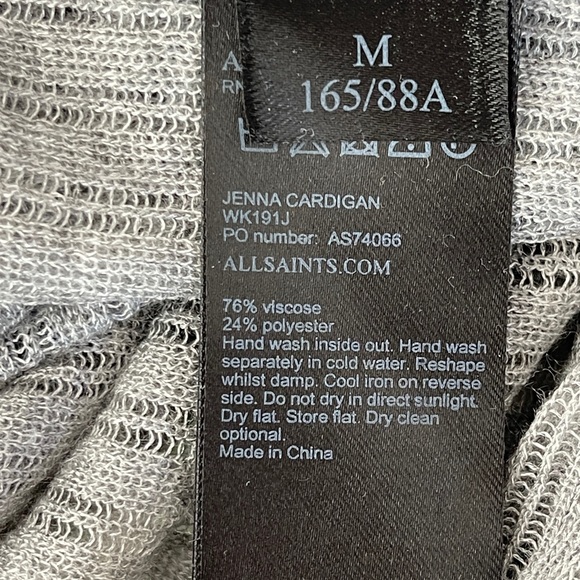 M
165/88A
JENNA CARDIGAN
WK191J
PO number: AS74066
ALLSAINTS.COM
76% viscose
24% polyester
Hand wash inside out. Hand wash
separately in cold water. Reshape
whilst damp. Cool iron on reverse
side. Do not dry in direct sunlight.
Dry flat. Store flat. Dry clean
optional.
Made in China